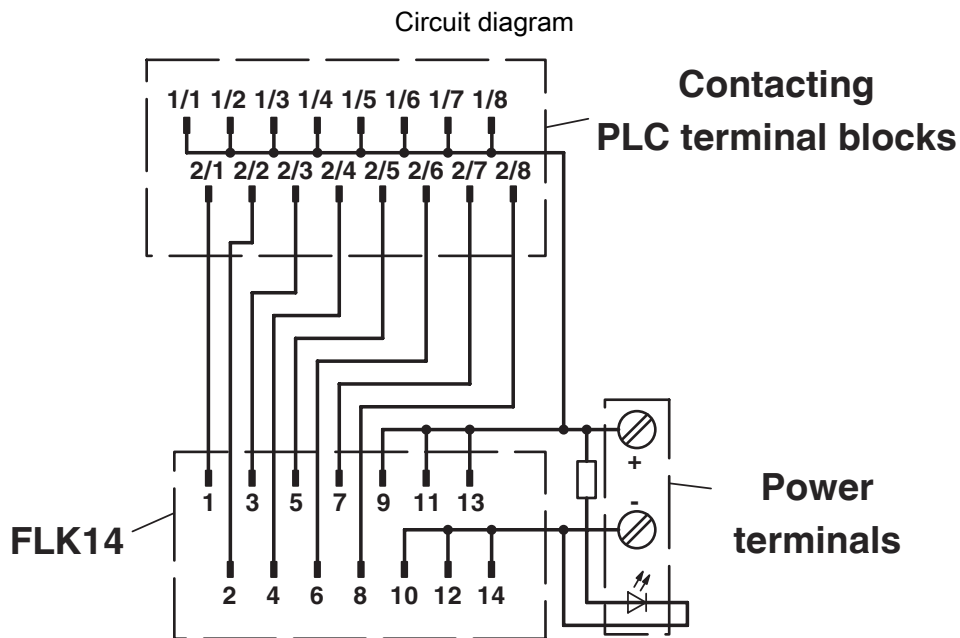 Circuit diagram
Contacting
PLC terminal blocks
1/1 1/2 1/3 1/4 1/5 1/6 1/7 1/8
2/1 2/2 2/3 2/4 2/5 2/6 2/7 2/8
+
-
1 3 5 7 9 11 13
Power
terminals
FLK14
2 4 6 8 10 12 14